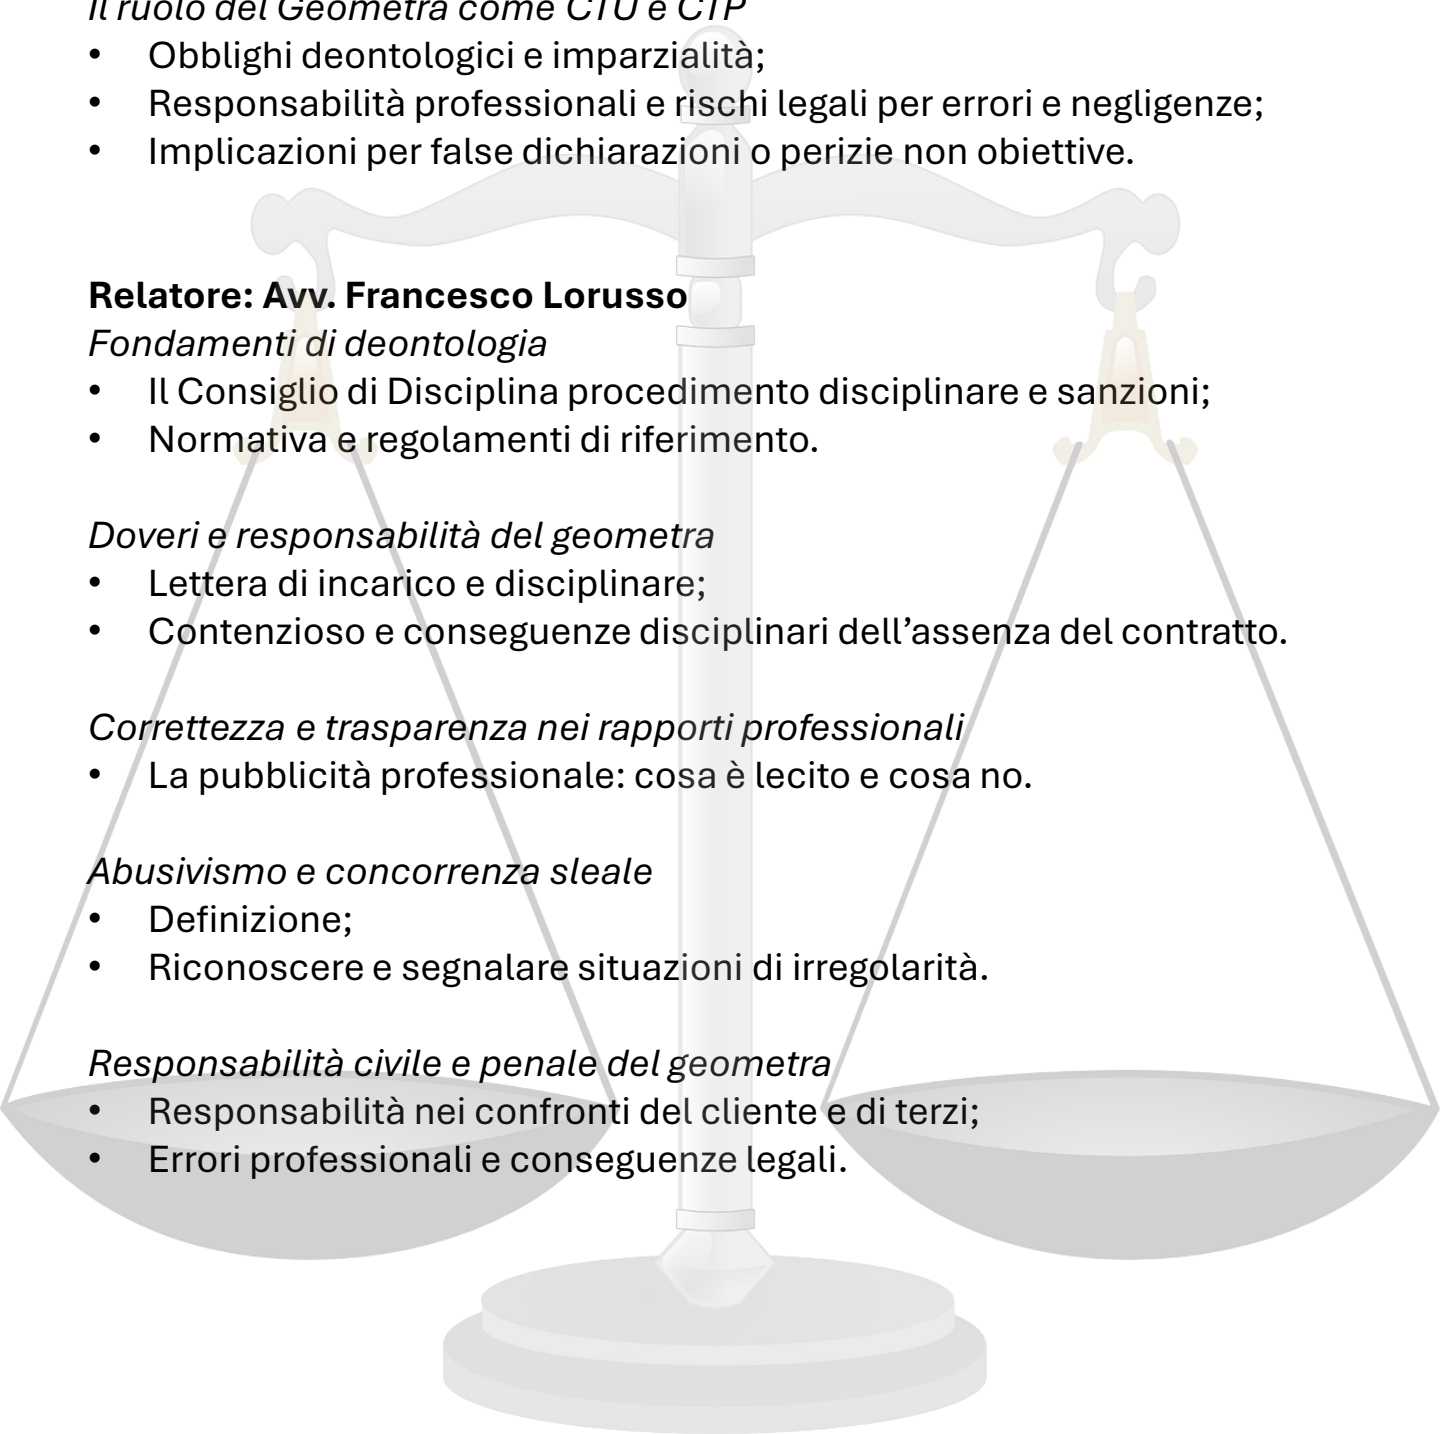 Il ruolo del Geometra come CTU e CTP
• Obblighi deontologici e imparzialità;
• Responsabilità professionali e rischi legali per errori e negligenze;
• Implicazioni per false dichiarazioni o perizie non obiettive.
Relatore: Avv. Francesco Lorusso
Fondamenti di deontologia
• Il Consiglio di Disciplina procedimento disciplinare e sanzioni;
• Normativa e regolamenti di riferimento.
Doveri e responsabilità del geometra
• Lettera di incarico e disciplinare;
• Contenzioso e conseguenze disciplinari dell’assenza del contratto.
Correttezza e trasparenza nei rapporti professionali
• La pubblicità professionale: cosa è lecito e cosa no.
Abusivismo e concorrenza sleale
• Definizione;
• Riconoscere e segnalare situazioni di irregolarità.
Responsabilità civile e penale del geometra
• Responsabilità nei confronti del cliente e di terzi;
• Errori professionali e conseguenze legali.